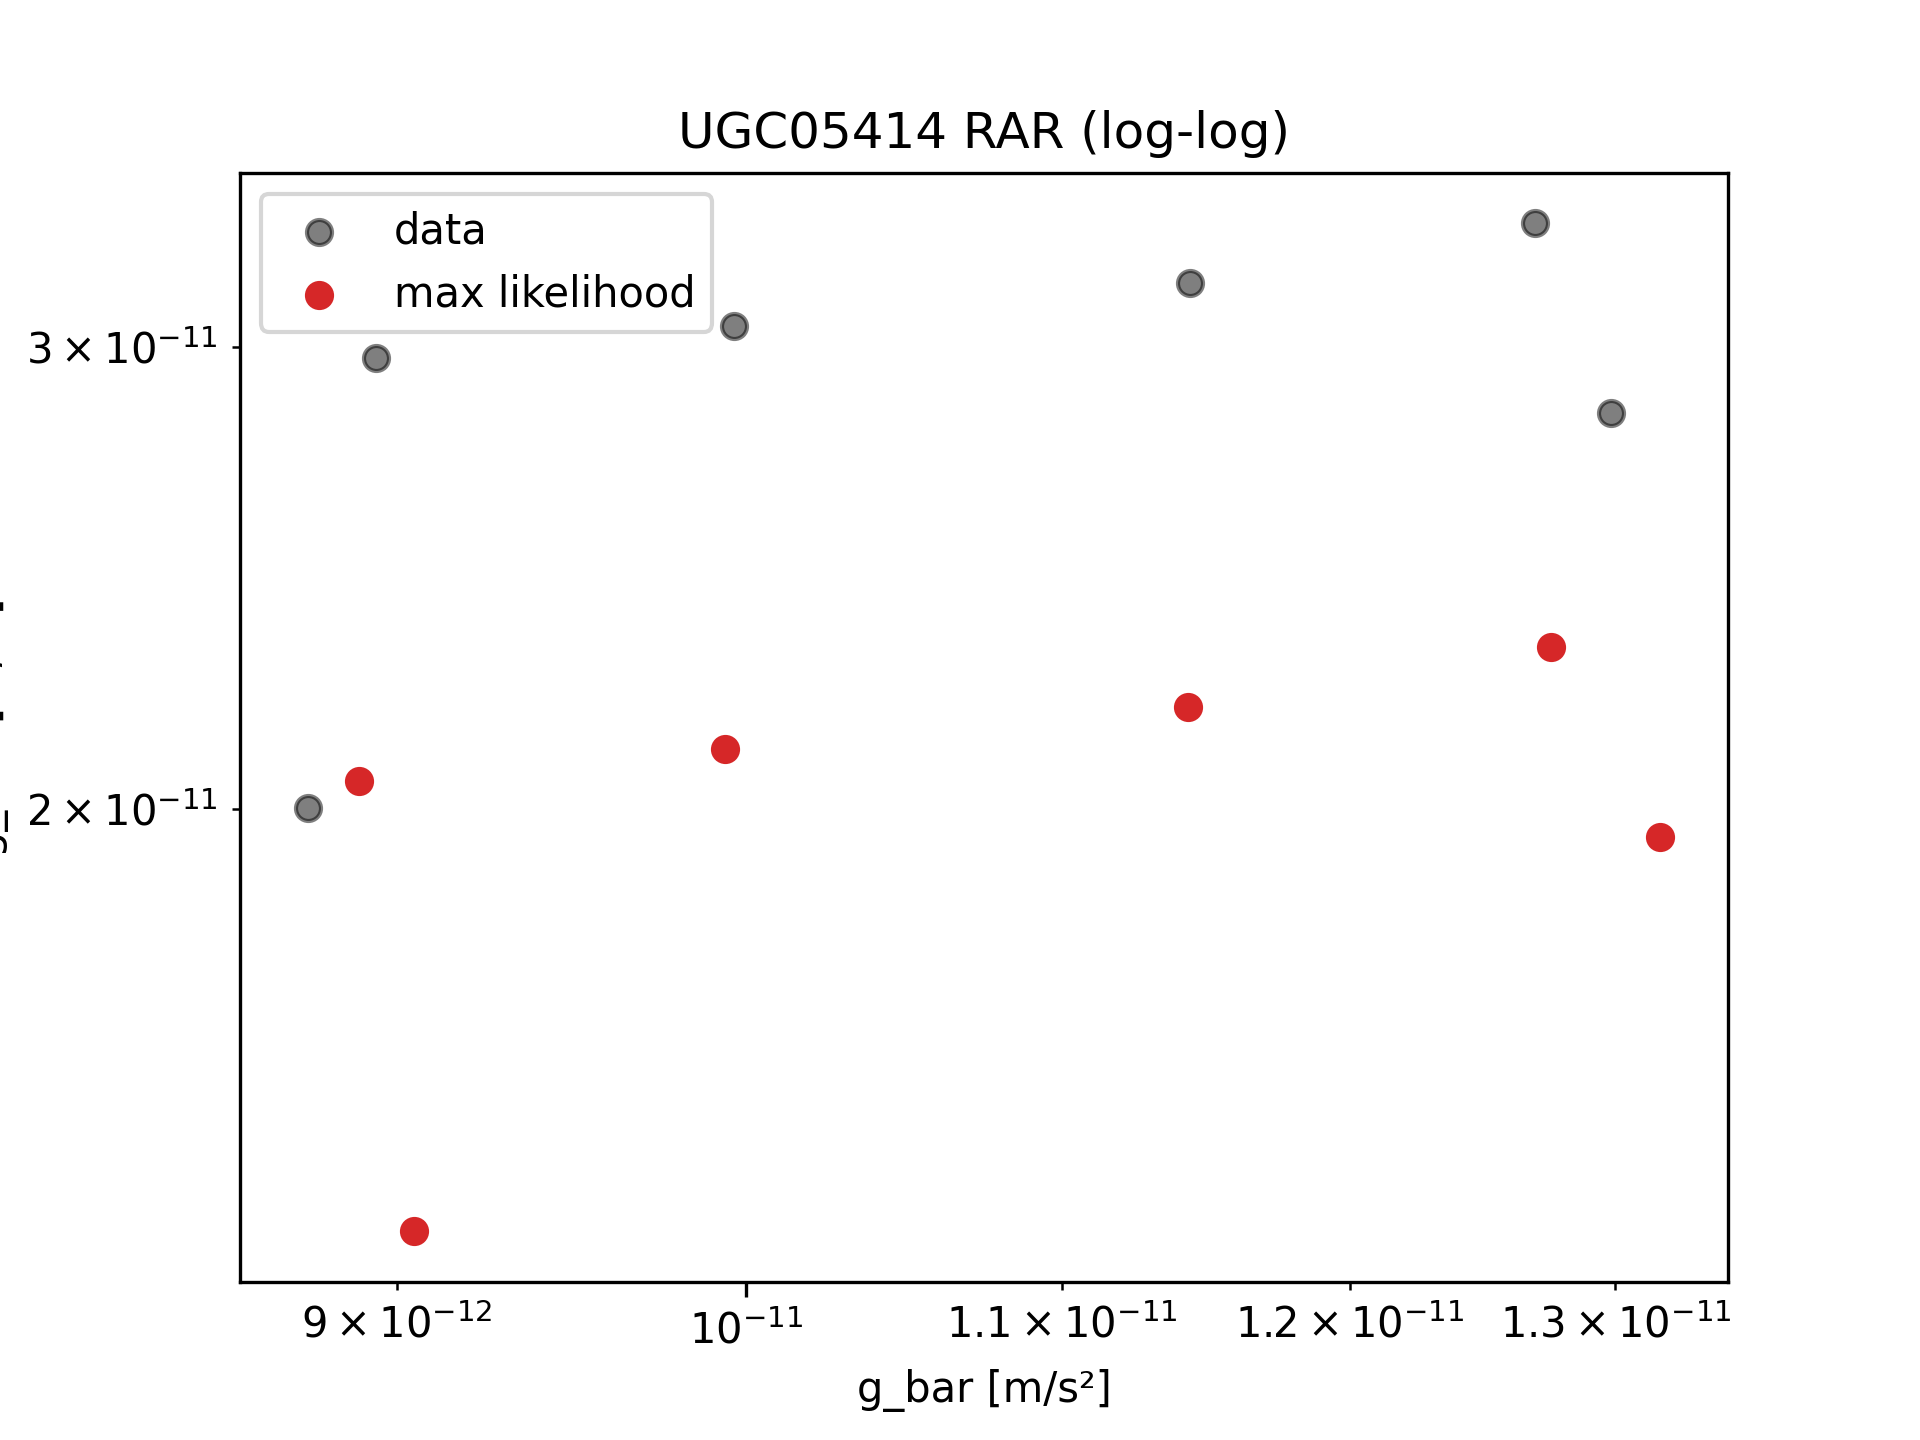 UGC05414 RAR (log-log)
data
max likelihood
3 × 10⁻¹¹
2 × 10⁻¹¹
9 × 10⁻¹² 10⁻¹¹ 1.1 × 10⁻¹¹ 1.2 × 10⁻¹¹ 1.3 × 10⁻¹¹
g_bar [m/s²]